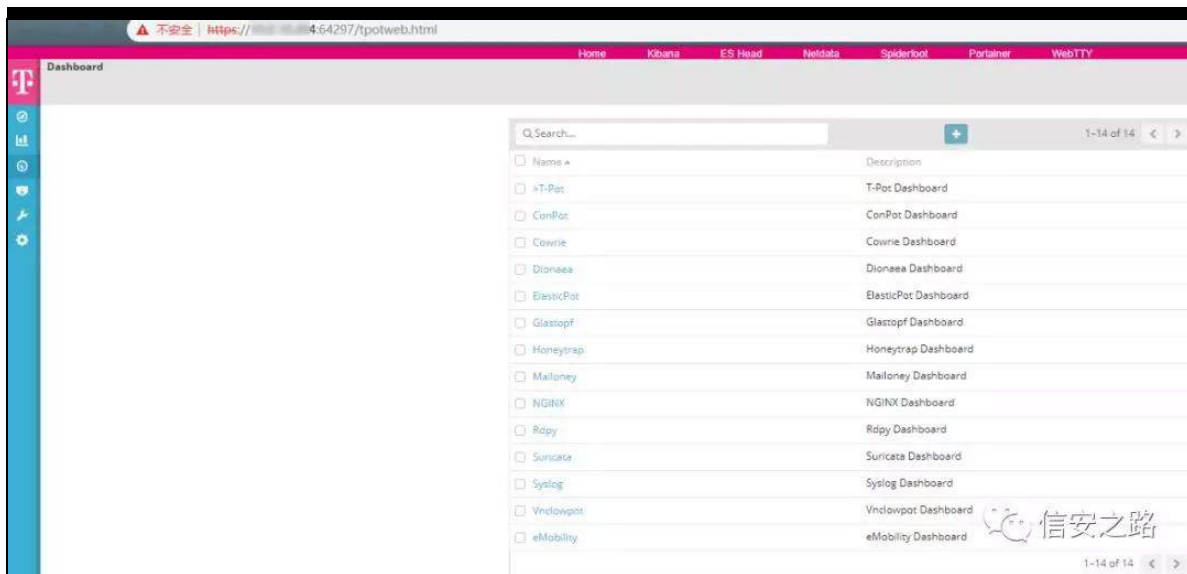 不安全 https:// 4:64297/tpotweb.html
Home Kibana ES Head Netdata Spiderfoot Portainer WebTTY
T Dashboard
Search... + 1-14 of 14
Name Description
>T-Pot T-Pot Dashboard
ConPot ConPot Dashboard
Cowrie Cowrie Dashboard
Dionaea Dionaea Dashboard
ElasticPot ElasticPot Dashboard
Glastopf Glastopf Dashboard
Honeytrap Honeytrap Dashboard
Mailoney Mailoney Dashboard
NGINX NGINX Dashboard
Rdpy Rdpy Dashboard
Suricata Suricata Dashboard
Syslog Syslog Dashboard
Vnclowpot Vnclowpot Dashboard
eMobility eMobility Dashboard
信安之路
1-14 of 14